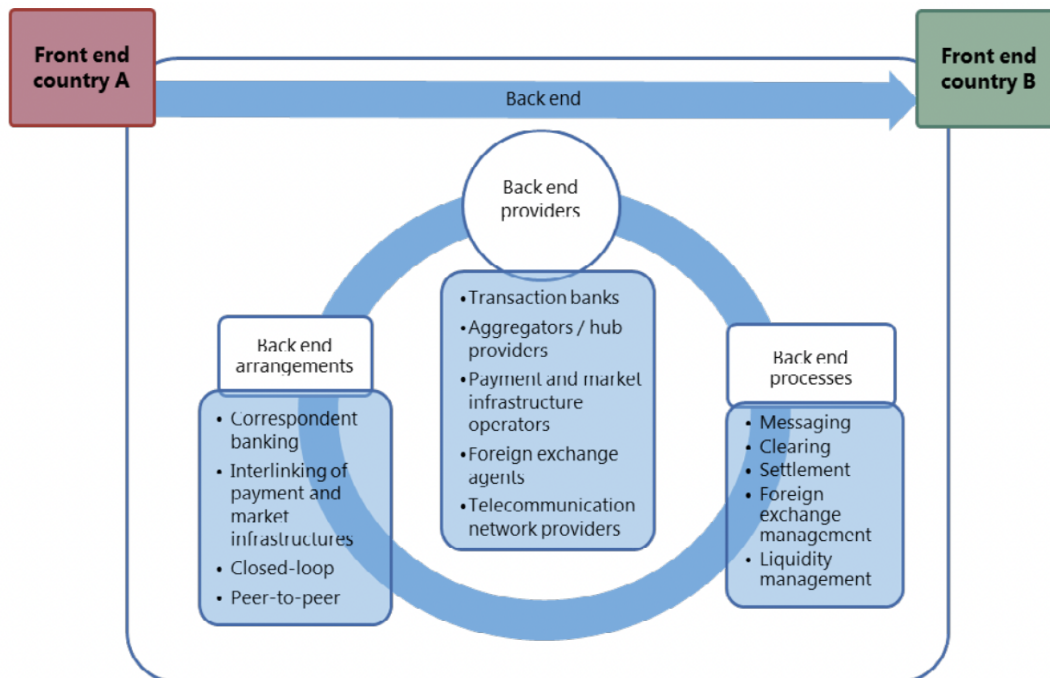 Front end
country A
Front end
country B
Back end
Back end
providers
• Transaction banks
• Aggregators / hub
providers
• Payment and market
infrastructure
operators
• Foreign exchange
agents
• Telecommunication
network providers
Back end
arrangements
• Correspondent
banking
• Interlinking of
payment and
market
infrastructures
• Closed-loop
• Peer-to-peer
Back end
processes
• Messaging
• Clearing
• Settlement
• Foreign
exchange
management
• Liquidity
management